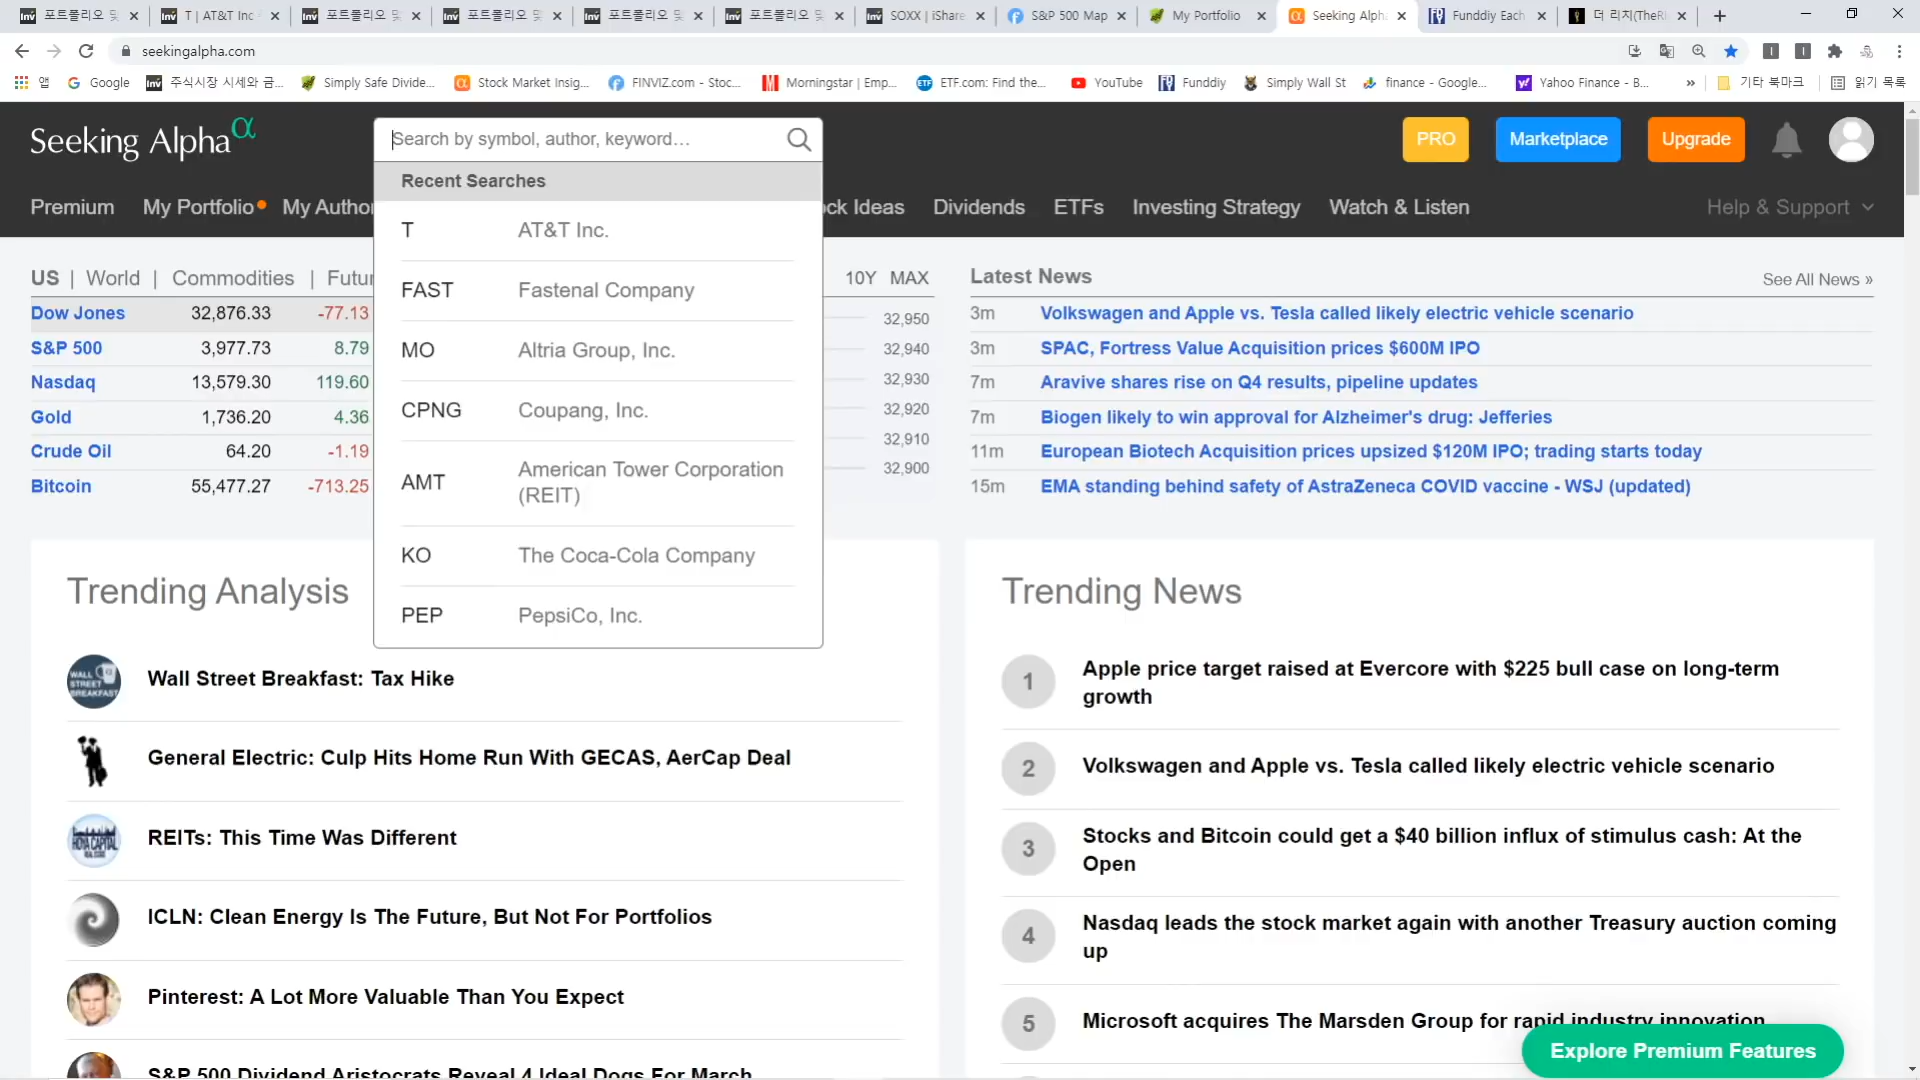 포트폴리오 및
T | AT&T Inc
포트폴리오 및
포트폴리오 및
포트폴리오 및
포트폴리오 및
SOXX | iShare
S&P 500 Map
My Portfolio
Seeking Alpha
Funddiy Each
더 리치(TheRi
seekingalpha.com
앱
Google
주식시장 시세와 금...
Simply Safe Divide...
Stock Market Insig...
FINVIZ.com - Stoc...
Morningstar | Emp...
ETF.com: Find the...
YouTube
Funddiy
Simply Wall St
finance - Google...
Yahoo Finance - B...
»
기타 북마크
읽기 목록
Seeking Alpha α
Search by symbol, author, keyword…
PRO
Marketplace
Upgrade
Premium
My Portfolio
My Author
ock Ideas
Dividends
ETFs
Investing Strategy
Watch & Listen
Help & Support
Recent Searches
T AT&T Inc.
FAST Fastenal Company
MO Altria Group, Inc.
CPNG Coupang, Inc.
AMT American Tower Corporation
(REIT)
KO The Coca-Cola Company
PEP PepsiCo, Inc.
US | World | Commodities | Futur
Dow Jones 32,876.33 -77.13
S&P 500 3,977.73 8.79
Nasdaq 13,579.30 119.60
Gold 1,736.20 4.36
Crude Oil 64.20 -1.19
Bitcoin 55,477.27 -713.25
10Y MAX
32,950
32,940
32,930
32,920
32,910
32,900
Latest News
See All News »
3m Volkswagen and Apple vs. Tesla called likely electric vehicle scenario
3m SPAC, Fortress Value Acquisition prices $600M IPO
7m Aravive shares rise on Q4 results, pipeline updates
7m Biogen likely to win approval for Alzheimer's drug: Jefferies
11m European Biotech Acquisition prices upsized $120M IPO; trading starts today
15m EMA standing behind safety of AstraZeneca COVID vaccine - WSJ (updated)
Trending Analysis
WALL STREET BREAKFAST
Wall Street Breakfast: Tax Hike
General Electric: Culp Hits Home Run With GECAS, AerCap Deal
HOYA CAPITAL
REITs: This Time Was Different
ICLN: Clean Energy Is The Future, But Not For Portfolios
Pinterest: A Lot More Valuable Than You Expect
S&P 500 Dividend Aristocrats Reveal 4 Ideal Dogs For March
Trending News
1 Apple price target raised at Evercore with $225 bull case on long-term
growth
2 Volkswagen and Apple vs. Tesla called likely electric vehicle scenario
3 Stocks and Bitcoin could get a $40 billion influx of stimulus cash: At the
Open
4 Nasdaq leads the stock market again with another Treasury auction coming
up
5 Microsoft acquires The Marsden Group for rapid industry innovation
Explore Premium Features